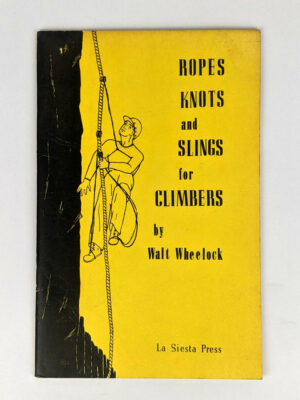 ROPES
KNOTS
and
SLINGS
for
CLIMBERS
by
Walt Wheelock
La Siesta Press